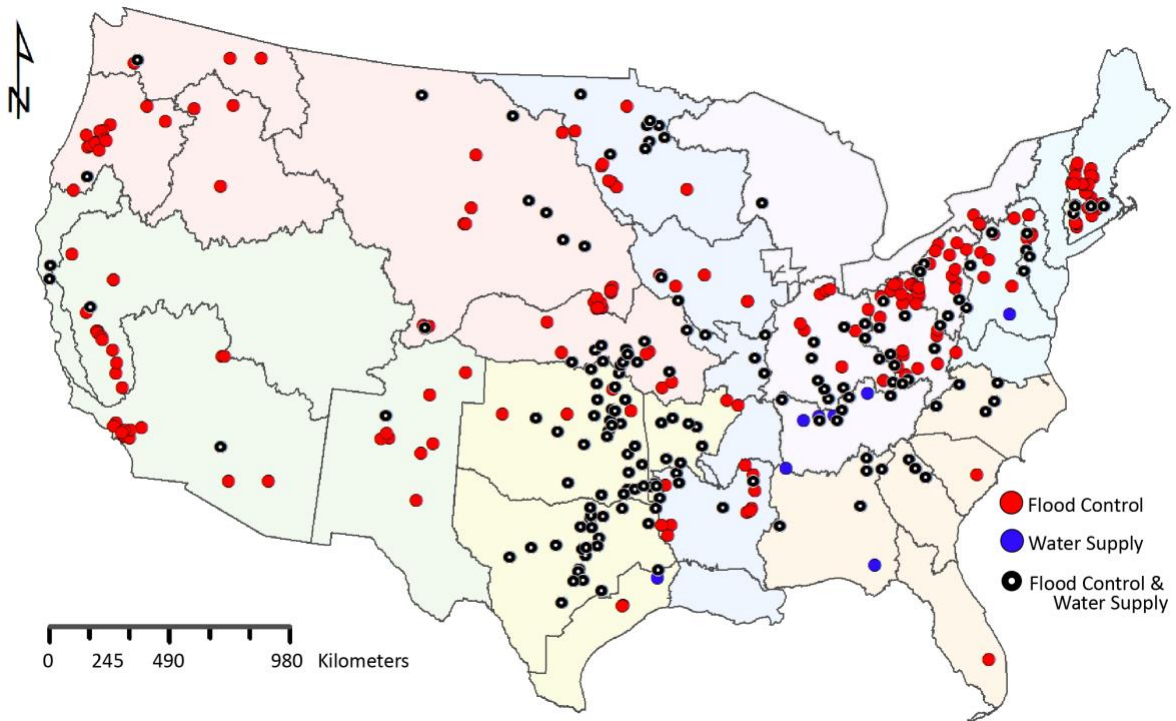 N
Flood Control
Water Supply
Flood Control &
Water Supply
0 245 490 980 Kilometers